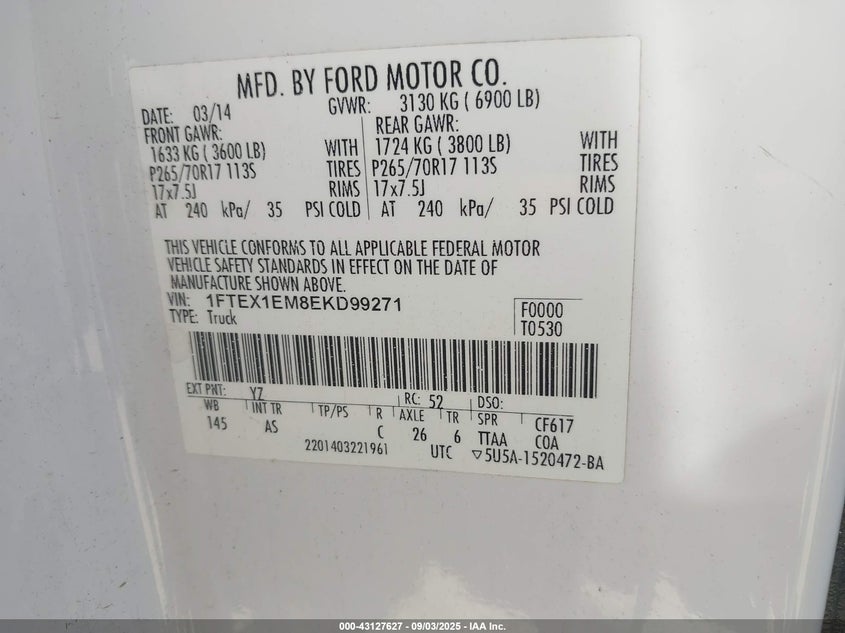 MFD. BY FORD MOTOR CO.
DATE: 03/14 GVWR: 3130 KG ( 6900 LB)
FRONT GAWR: REAR GAWR:
1633 KG ( 3600 LB) WITH 1724 KG ( 3800 LB) WITH
P265/70R17 113S TIRES P265/70R17 113S TIRES
17x7.5J RIMS 17x7.5J RIMS
AT 240 kPa/ 35 PSI COLD AT 240 kPa/ 35 PSI COLD
THIS VEHICLE CONFORMS TO ALL APPLICABLE FEDERAL MOTOR
VEHICLE SAFETY STANDARDS IN EFFECT ON THE DATE OF
MANUFACTURE SHOWN ABOVE.
VIN: 1FTEX1EM8EKD99271 F0000
TYPE: Truck T0530
EXT PNT: YZ RC: 52 DSO:
WB INT TR TP/PS R AXLE TR SPR CF617
145 AS C 26 6 TTAA COA
2201403221961 UTC ▽5U5A-1520472-BA
000-43127627 - 09/03/2025 - IAA Inc.